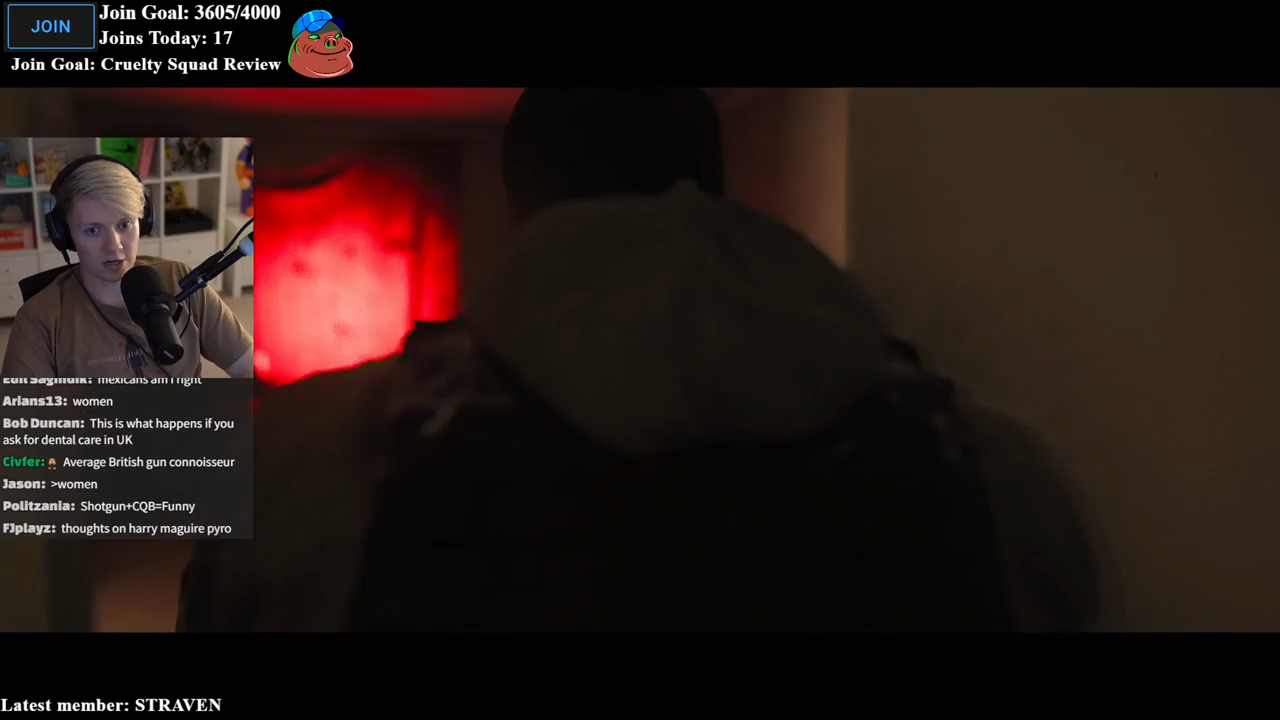 JOIN
Join Goal: 3605/4000
Joins Today: 17
Join Goal: Cruelty Squad Review
mexicans am I right
Arians13: women
Bob Duncan: This is what happens if you
ask for dental care in UK
Civfer: Average British gun connoisseur
Jason: >women
Politzania: Shotgun+CQB=Funny
FJplayz: thoughts on harry maguire pyro
Latest member: STRAVEN